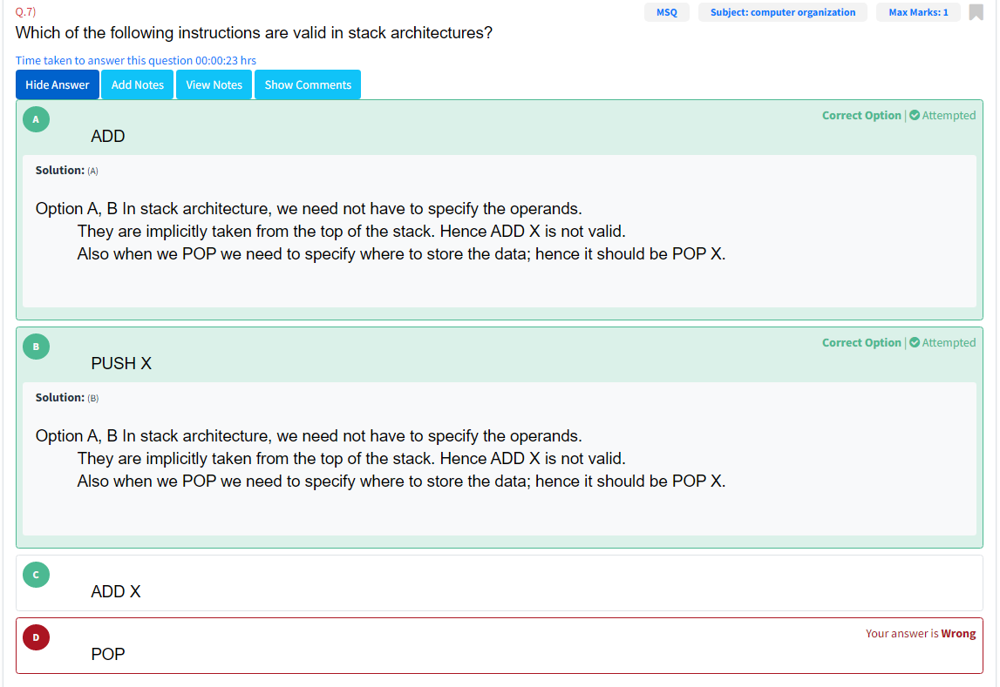 Q.7)
MSQ Subject: computer organization Max Marks: 1
Which of the following instructions are valid in stack architectures?
Time taken to answer this question 00:00:23 hrs
Hide Answer Add Notes View Notes Show Comments
A
Correct Option | Attempted
ADD
Solution: (A)
Option A, B In stack architecture, we need not have to specify the operands.
They are implicitly taken from the top of the stack. Hence ADD X is not valid.
Also when we POP we need to specify where to store the data; hence it should be POP X.
B
Correct Option | Attempted
PUSH X
Solution: (B)
Option A, B In stack architecture, we need not have to specify the operands.
They are implicitly taken from the top of the stack. Hence ADD X is not valid.
Also when we POP we need to specify where to store the data; hence it should be POP X.
C
ADD X
D
Your answer is Wrong
POP